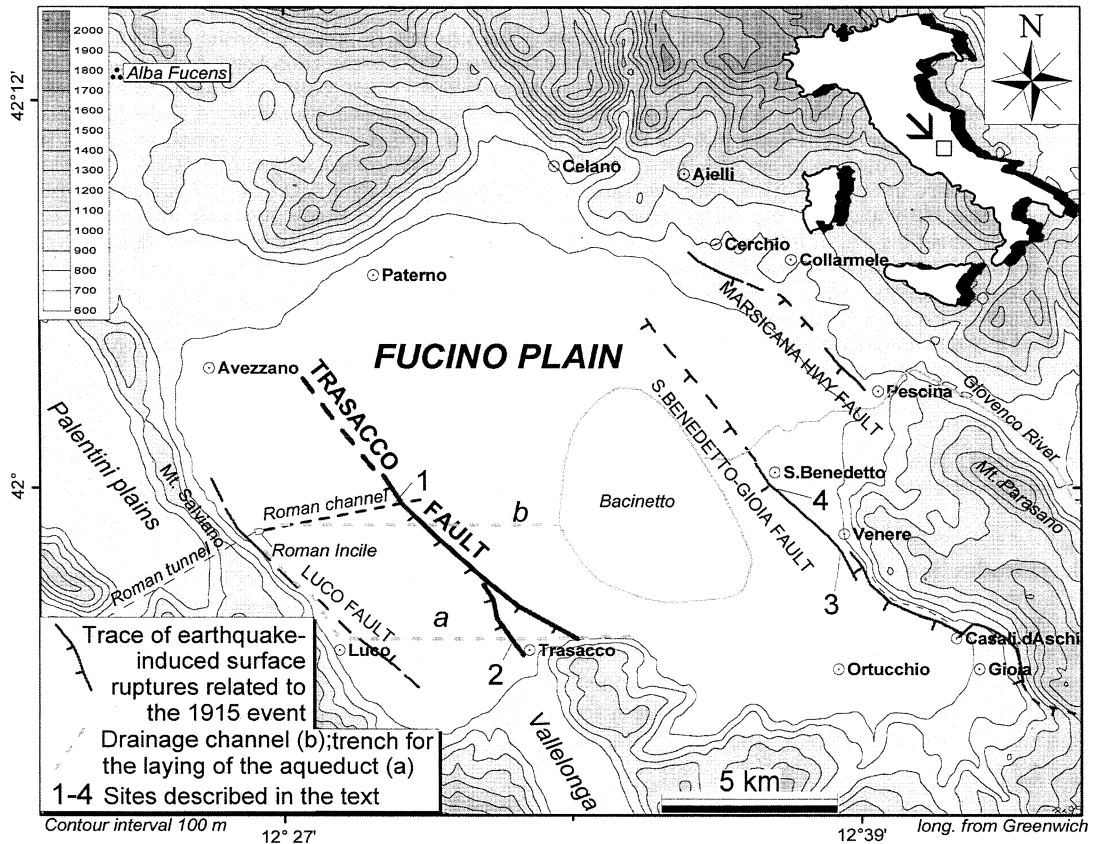 2000
1900
1800
1700
1600
1500
1400
1300
1200
1100
1000
900
800
700
600
Alba Fucens
N
42°12'
Celano
Aielli
Cerchio
Collarmele
Paterno
MARSICANA HWY FAULT
FUCINO PLAIN
Avezzano
TRASACCO
FAULT
S.BENEDETTO-GIOIA FAULT
Pescina
Giovenco River
Palentini plains
Mt. Salviano
42°
1
S.Benedetto
4
Mt. Parasano
Roman channel
b
Bacinetto
Roman Incile
Venere
Roman tunnel
LUCO FAULT
3
a
Luco
2
Trasacco
Casali.dAschi
Ortucchio
Gioia
Vallelonga
Trace of earthquake-
induced surface
ruptures related to
the 1915 event
Drainage channel (b);trench for
the laying of the aqueduct (a)
1-4 Sites described in the text
5 km
Contour interval 100 m
12° 27'
12°39'
long. from Greenwich